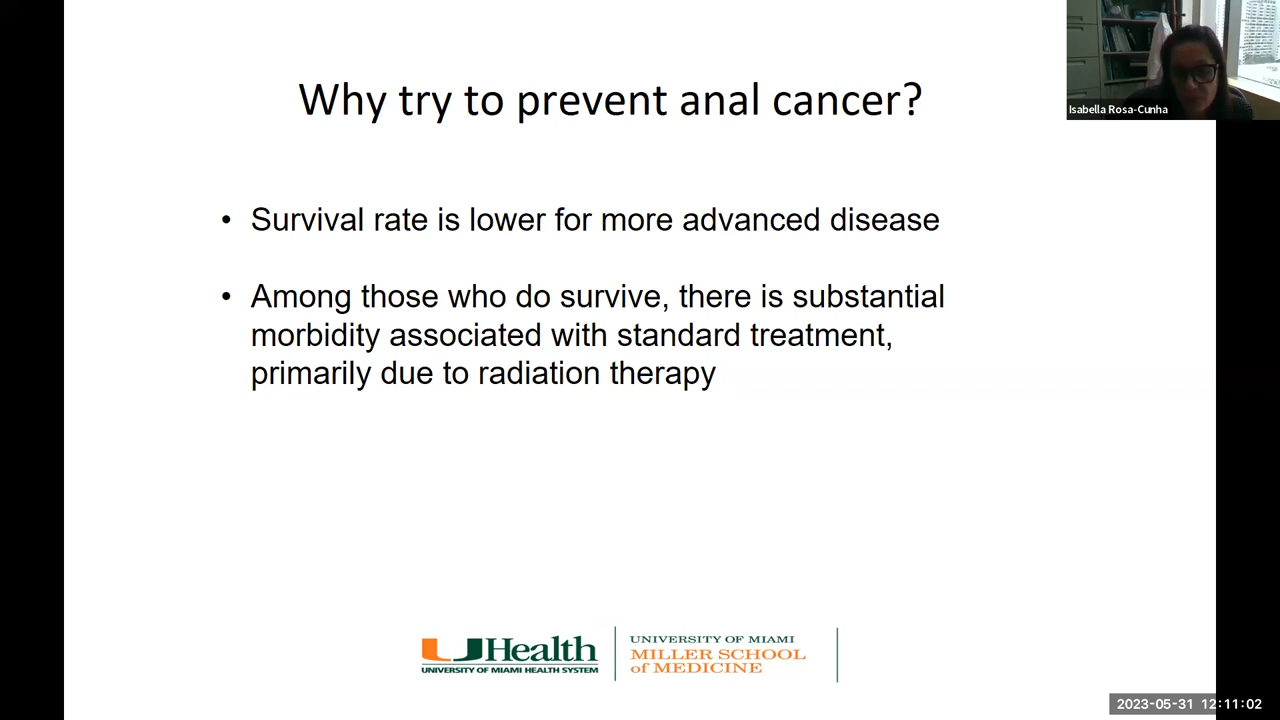 Why try to prevent anal cancer?
Isabella Rosa-Cunha
• Survival rate is lower for more advanced disease
• Among those who do survive, there is substantial
morbidity associated with standard treatment,
primarily due to radiation therapy
UHealth
UNIVERSITY OF MIAMI HEALTH SYSTEM
UNIVERSITY OF MIAMI
MILLER SCHOOL
of MEDICINE
2023-05-31 12:11:02